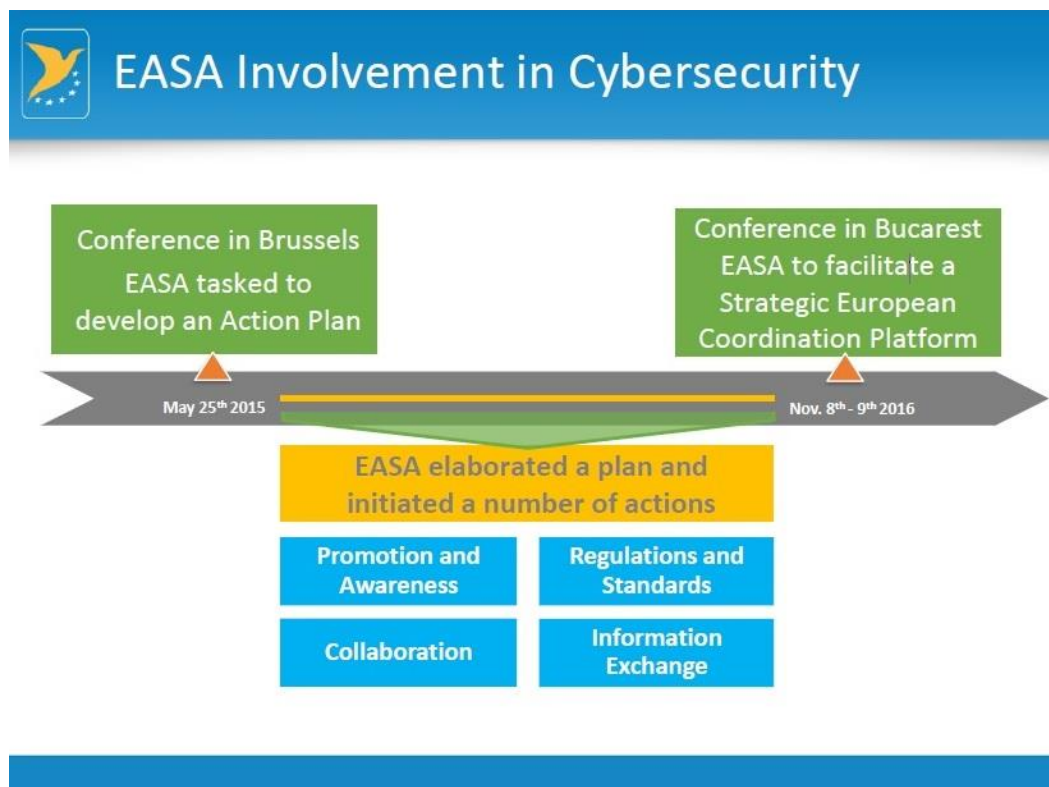 EASA Involvement in Cybersecurity
Conference in Brussels
EASA tasked to
develop an Action Plan
Conference in Bucarest
EASA to facilitate a
Strategic European
Coordination Platform
May 25th 2015
Nov. 8th - 9th 2016
EASA elaborated a plan and
initiated a number of actions
Promotion and
Awareness
Regulations and
Standards
Collaboration
Information
Exchange